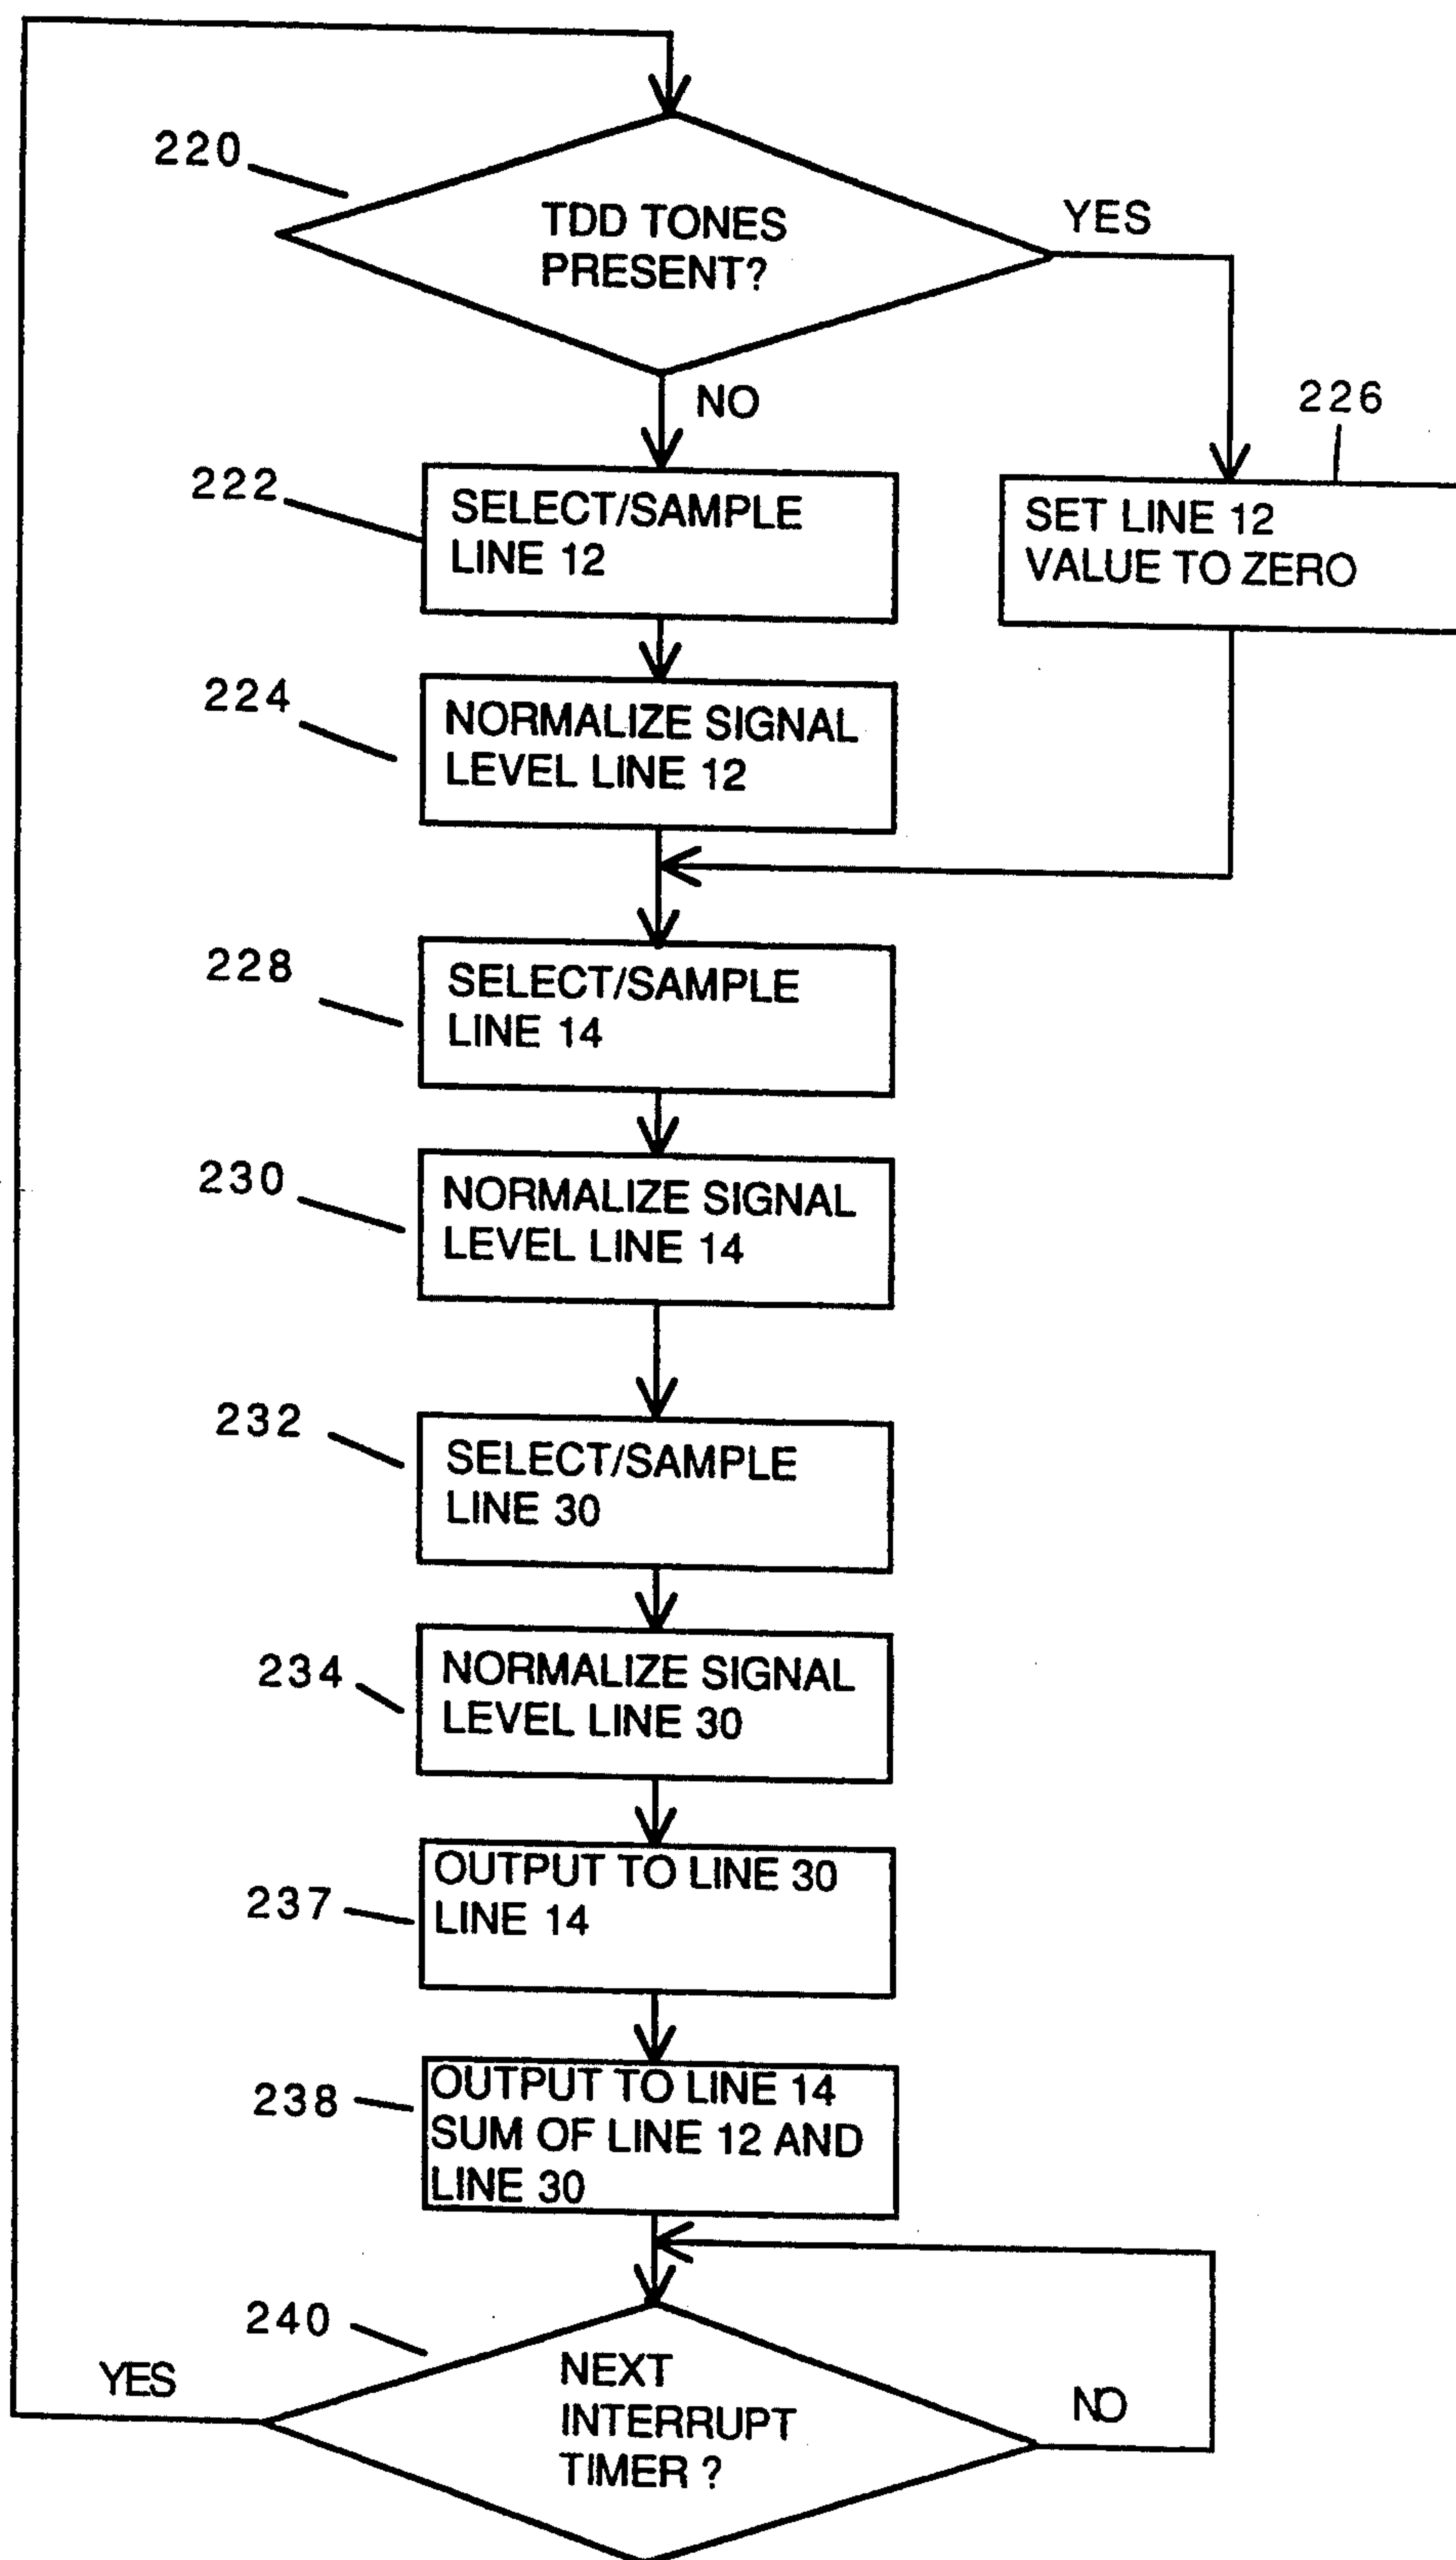 220
TDD TONES
PRESENT?
YES
NO
226
222
SELECT/SAMPLE
LINE 12
SET LINE 12
VALUE TO ZERO
224
NORMALIZE SIGNAL
LEVEL LINE 12
228
SELECT/SAMPLE
LINE 14
230
NORMALIZE SIGNAL
LEVEL LINE 14
232
SELECT/SAMPLE
LINE 30
234
NORMALIZE SIGNAL
LEVEL LINE 30
237
OUTPUT TO LINE 30
LINE 14
238
OUTPUT TO LINE 14
SUM OF LINE 12 AND
LINE 30
240
YES
NEXT
INTERRUPT
TIMER ?
NO